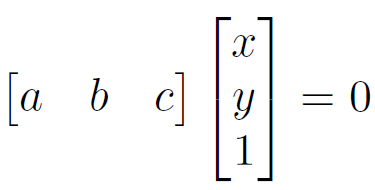 [a b c] [x y 1] = 0